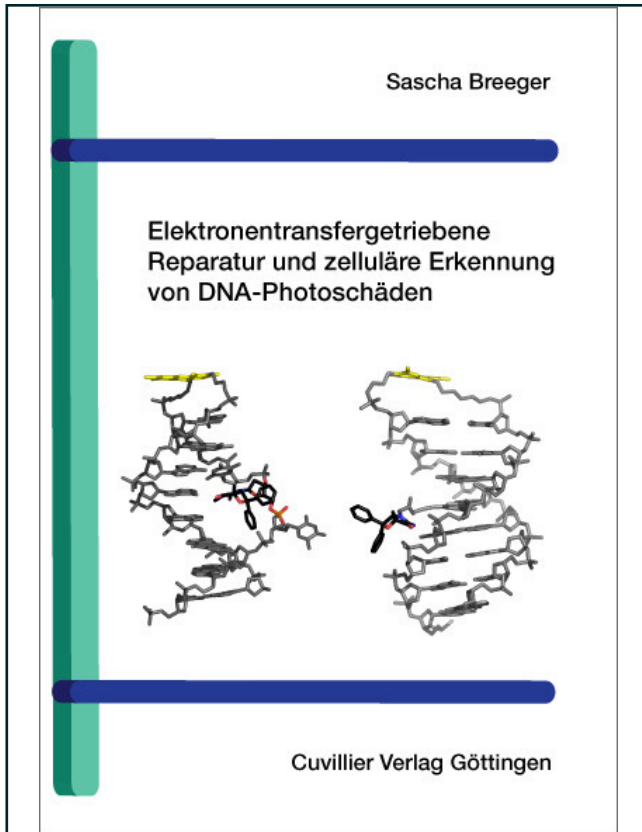 Sascha Breeger
Elektronentransfergetriebene
Reparatur und zelluläre Erkennung
von DNA-Photoschäden
Cuvillier Verlag Göttingen